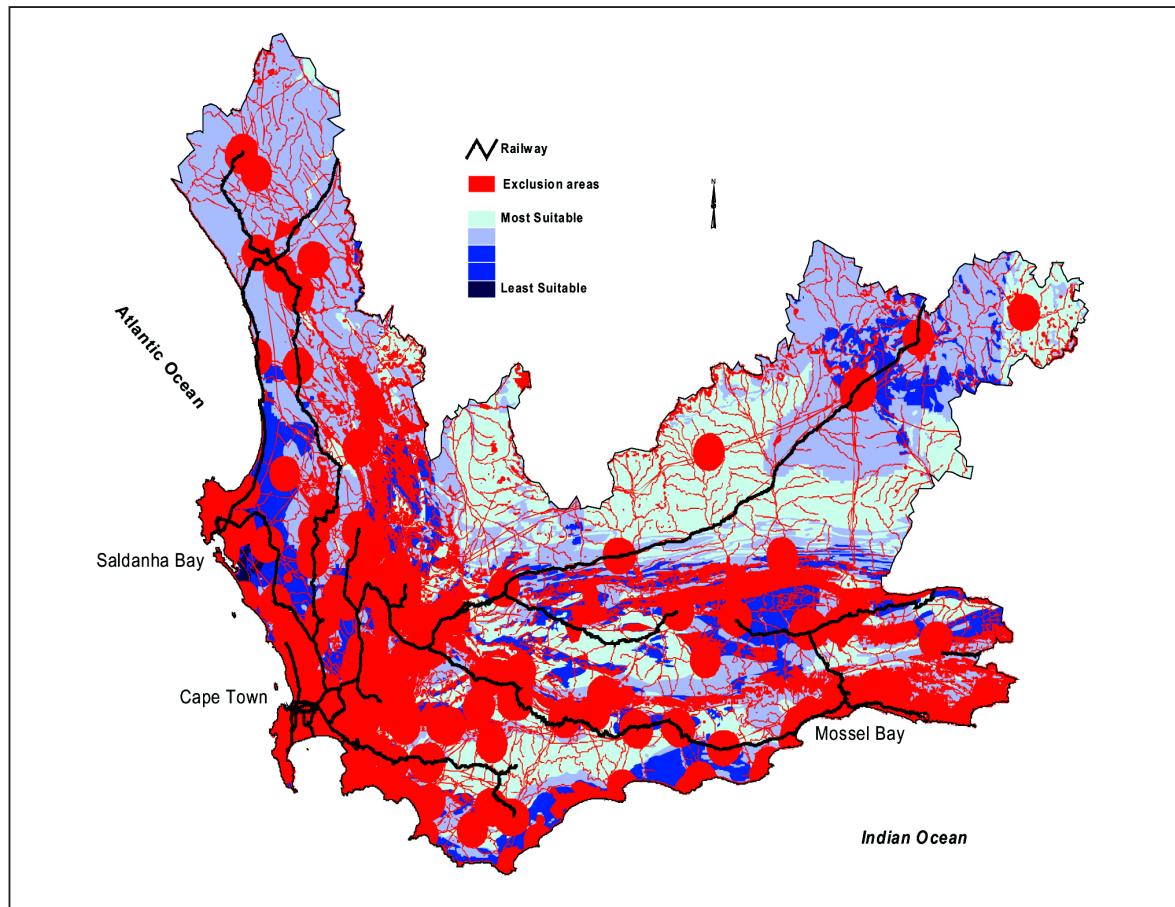 Railway
Exclusion areas
N
Most Suitable
Least Suitable
Atlantic Ocean
Saldanha Bay
Cape Town
Mossel Bay
Indian Ocean